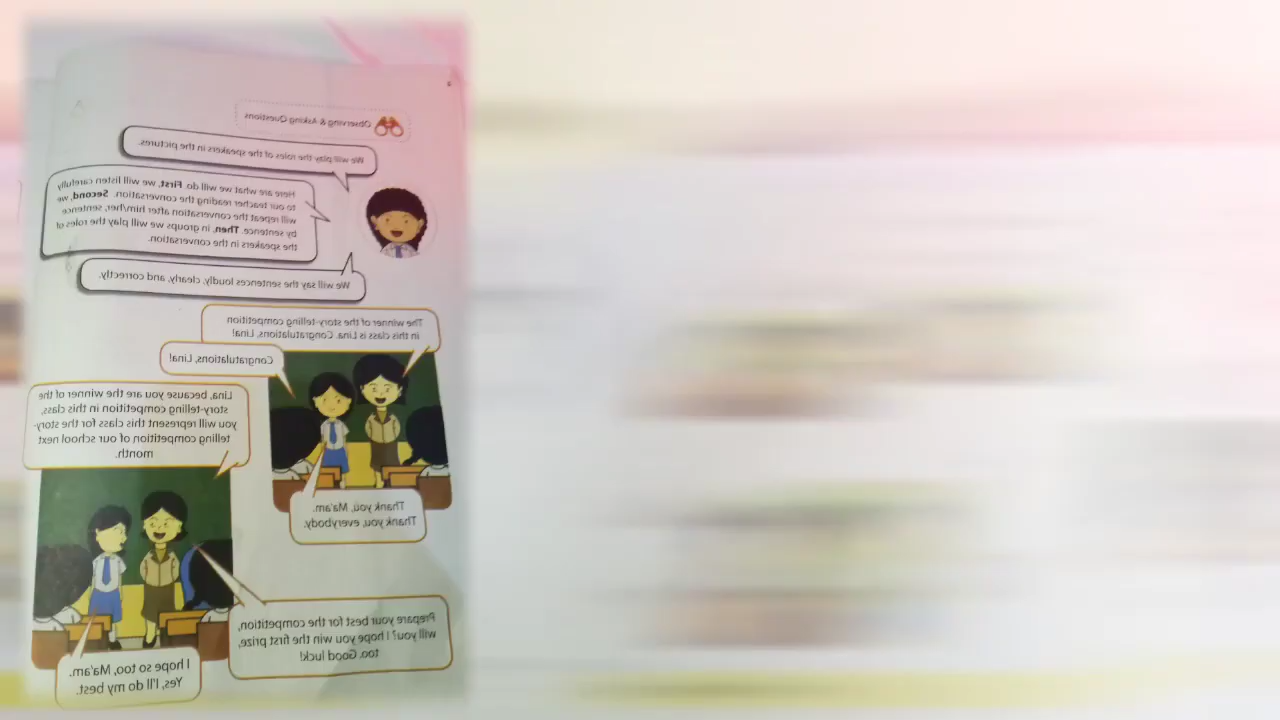 Observing & Asking Questions
We will play the roles of the speakers in the pictures.
Here are what we will do. First, we will listen carefully
to our teacher reading the conversation. Second, we
will repeat the conversation after him/her, sentence
by sentence. Then, in groups we will play the roles of
the speakers in the conversation.
We will say the sentences loudly, clearly, and correctly.
The winner of the story-telling competition
in this class is Lina. Congratulations, Lina!
Congratulations, Lina!
Thank you, Ma'am.
Thank you, everybody.
Lina, because you are the winner of the
story-telling competition in this class,
you will represent this class for the story-
telling competition of our school next
month.
Prepare your best for the competition,
will you? I hope you win the first prize,
too. Good luck!
I hope so too, Ma'am.
Yes, I'll do my best.